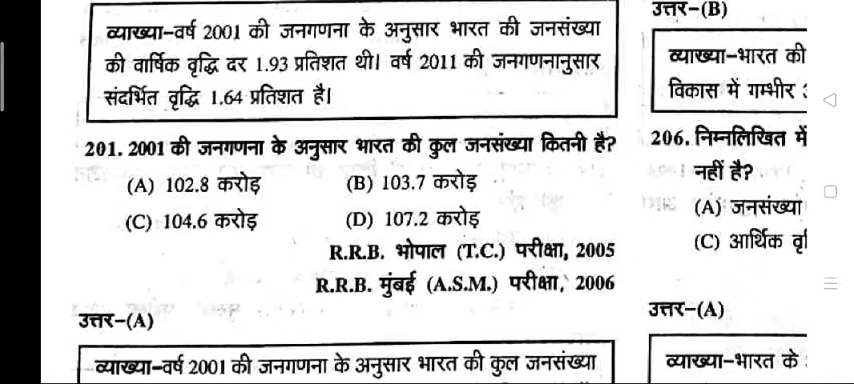 व्याख्या–वर्ष 2001 की जनगणना के अनुसार भारत की जनसंख्या
की वार्षिक वृद्धि दर 1.93 प्रतिशत थी। वर्ष 2011 की जनगणनानुसार
संदर्भित वृद्धि 1.64 प्रतिशत है।
201. 2001 की जनगणना के अनुसार भारत की कुल जनसंख्या कितनी है?
(A) 102.8 करोड़ (B) 103.7 करोड़
(C) 104.6 करोड़ (D) 107.2 करोड़
R.R.B. भोपाल (T.C.) परीक्षा, 2005
R.R.B. मुंबई (A.S.M.) परीक्षा, 2006
उत्तर–(A)
व्याख्या–वर्ष 2001 की जनगणना के अनुसार भारत की कुल जनसंख्या
उत्तर–(B)
व्याख्या–भारत की
विकास में गम्भीर
206. निम्नलिखित में
नहीं है?
(A) जनसंख्या
(C) आर्थिक
उत्तर–(A)
व्याख्या–भारत के